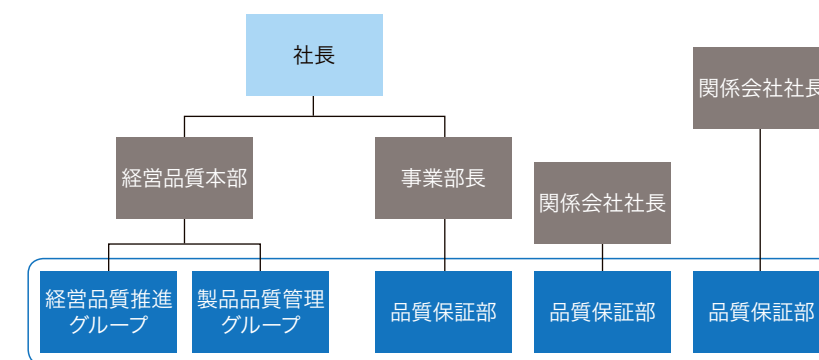 社長
関係会社社長
経営品質本部
事業部長
関係会社社長
経営品質推進
グループ
製品品質管理
グループ
品質保証部
品質保証部
品質保証部